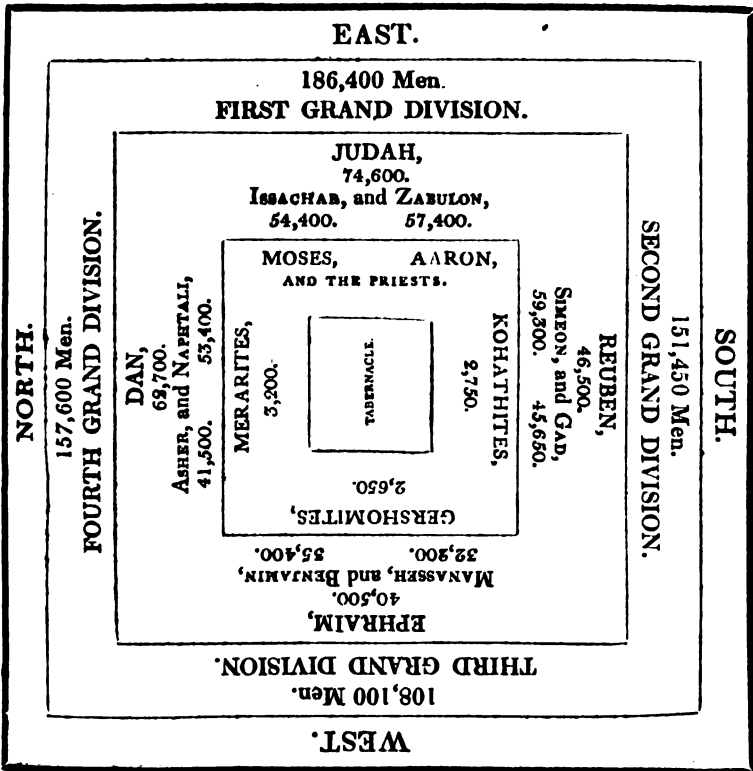 EAST.
186,400 Men.
FIRST GRAND DIVISION.
JUDAH,
74,600.
ISSACHAR, and ZABULON,
54,400. 57,400.
MOSES, AARON,
AND THE PRIESTS.
SOUTH.
151,450 Men.
SECOND GRAND DIVISION.
REUBEN,
46,500.
SIMEON, and GAD,
59,300. 45,650.
KOHATHITES,
2,750.
WEST.
108,100 Men.
THIRD GRAND DIVISION.
EPHRAIM,
40,500.
MANASSEH, and BENJAMIN,
32,200. 35,400.
GERSHOMITES,
2,650.
NORTH.
157,600 Men.
FOURTH GRAND DIVISION.
DAN,
62,700.
ASHER, and NAPHTALI,
41,500. 53,400.
MERARITES,
3,200.
TABERNACLE.